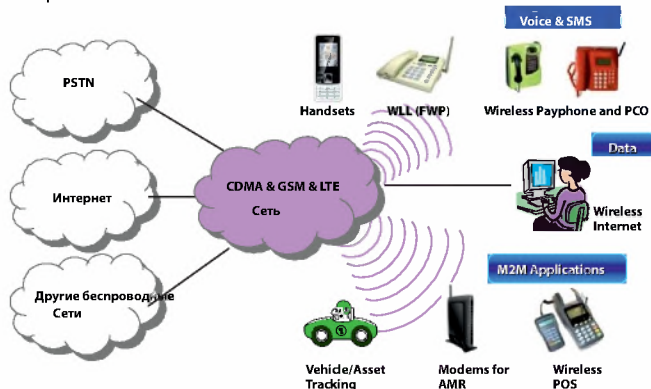 Voice & SMS
PSTN
Handsets
WLL (FWP)
Wireless Payphone and PCO
Data
CDMA & GSM & LTE
Сеть
Интернет
Wireless
Internet
M2M Applications
Другие беспроводные
Сети
Vehicle/Asset
Tracking
Modems for
AMR
Wireless
POS